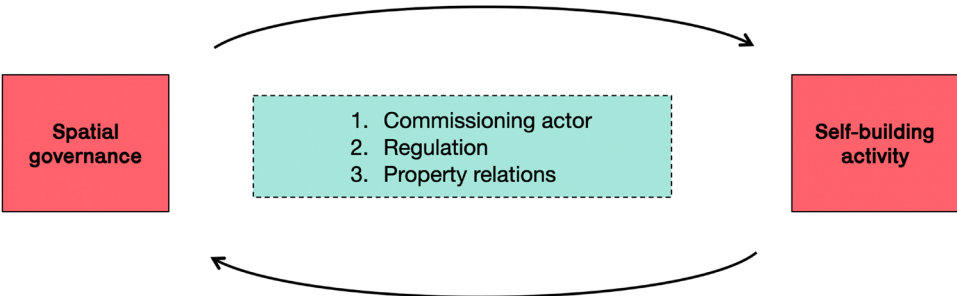 Spatial
governance
1. Commissioning actor
2. Regulation
3. Property relations
Self-building
activity